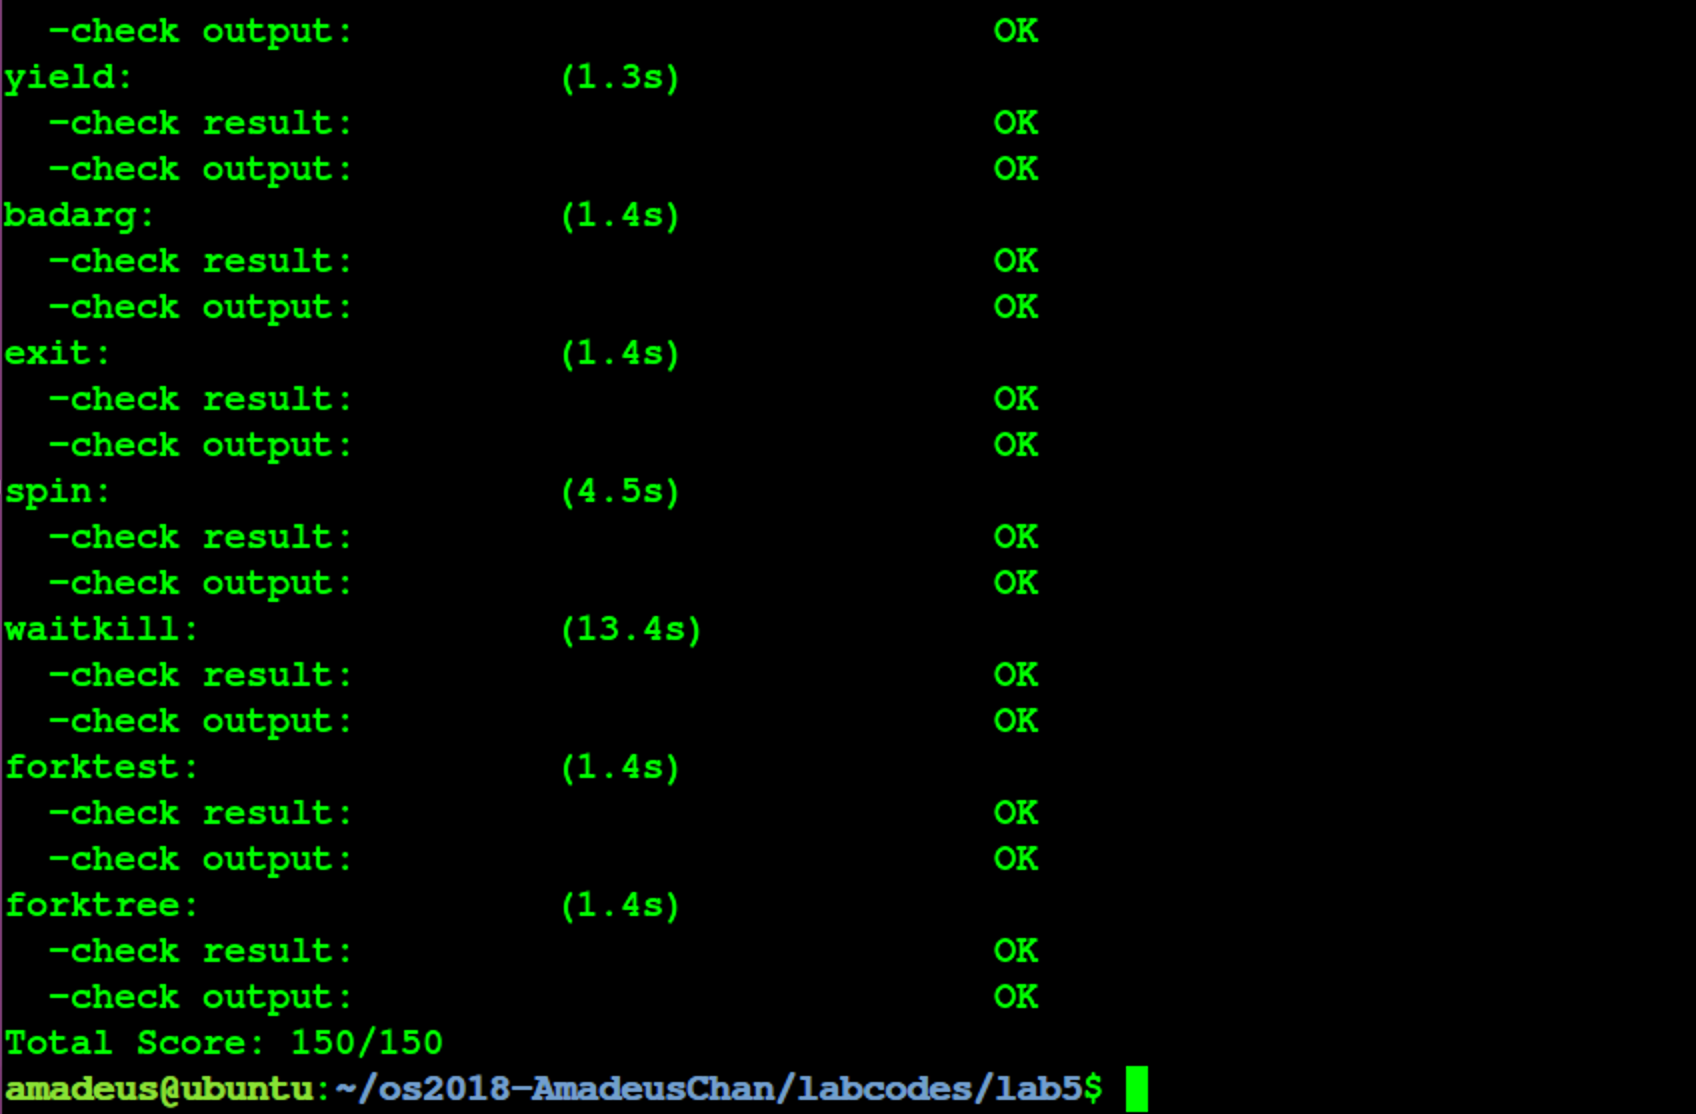 -check output:                             OK
yield:                   (1.3s)
  -check result:                             OK
  -check output:                             OK
badarg:                  (1.4s)
  -check result:                             OK
  -check output:                             OK
exit:                    (1.4s)
  -check result:                             OK
  -check output:                             OK
spin:                    (4.5s)
  -check result:                             OK
  -check output:                             OK
waitkill:                (13.4s)
  -check result:                             OK
  -check output:                             OK
forktest:                (1.4s)
  -check result:                             OK
  -check output:                             OK
forktree:                (1.4s)
  -check result:                             OK
  -check output:                             OK
Total Score: 150/150
amadeus@ubuntu:~/os2018-AmadeusChan/labcodes/lab5$